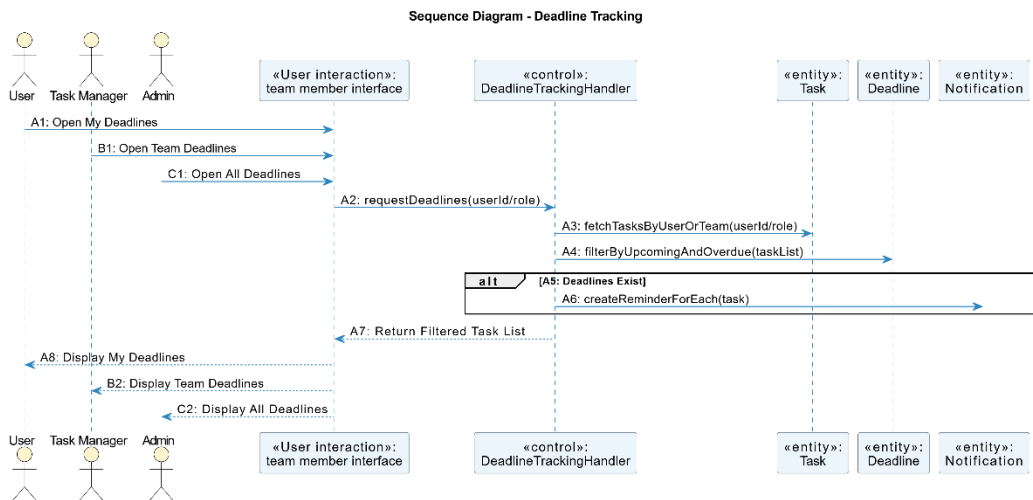 Sequence Diagram - Deadline Tracking
User
Task Manager
Admin
«User interaction»:
team member interface
«control»:
DeadlineTrackingHandler
«entity»:
Task
«entity»:
Deadline
«entity»:
Notification
A1: Open My Deadlines
B1: Open Team Deadlines
C1: Open All Deadlines
A2: requestDeadlines(userId/role)
A3: fetchTasksByUserOrTeam(userId/role)
A4: filterByUpcomingAndOverdue(taskList)
alt
[A5: Deadlines Exist]
A6: createReminderForEach(task)
A7: Return Filtered Task List
A8: Display My Deadlines
B2: Display Team Deadlines
C2: Display All Deadlines
User
Task Manager
Admin
«User interaction»:
team member interface
«control»:
DeadlineTrackingHandler
«entity»:
Task
«entity»:
Deadline
«entity»:
Notification